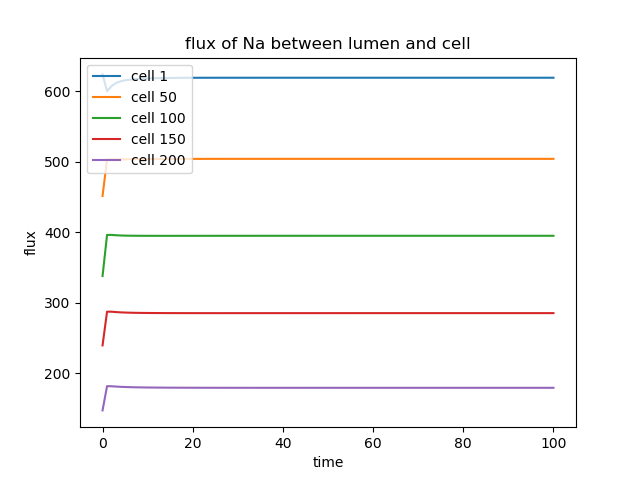 flux of Na between lumen and cell
cell 1
cell 50
cell 100
cell 150
cell 200
600
500
400
300
200
flux
0
20
40
60
80
100
time